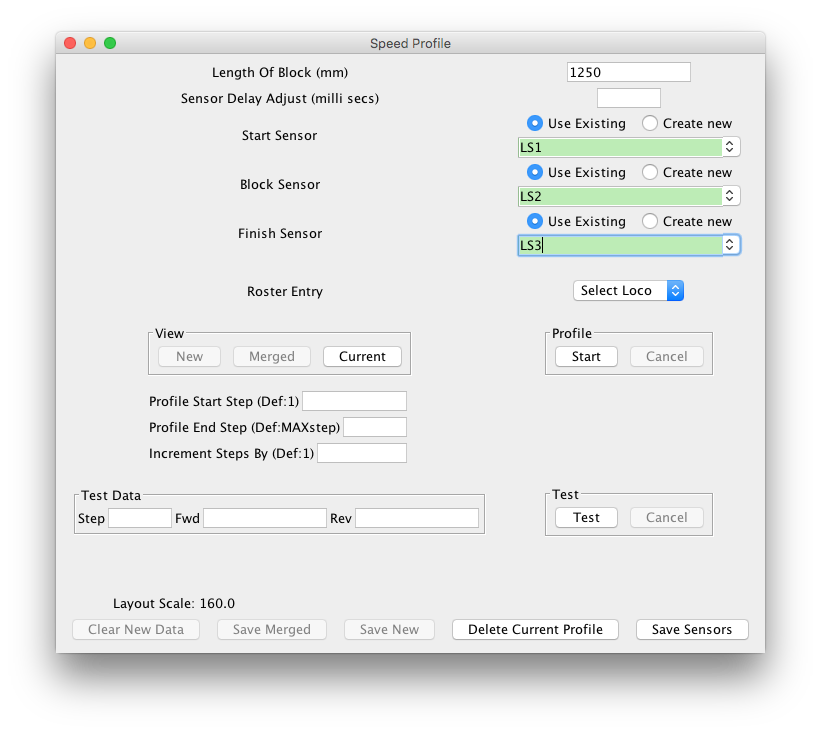 Speed Profile
Length Of Block (mm) 1250
Sensor Delay Adjust (milli secs)
Use Existing Create new
Start Sensor
LS1
Use Existing Create new
Block Sensor
LS2
Use Existing Create new
Finish Sensor
LS3
Roster Entry Select Loco
View Profile
New Merged Current Start Cancel
Profile Start Step (Def:1)
Profile End Step (Def:MAXstep)
Increment Steps By (Def:1)
Test Data Test
Step Fwd Rev Test Cancel
Layout Scale: 160.0
Clear New Data Save Merged Save New Delete Current Profile Save Sensors